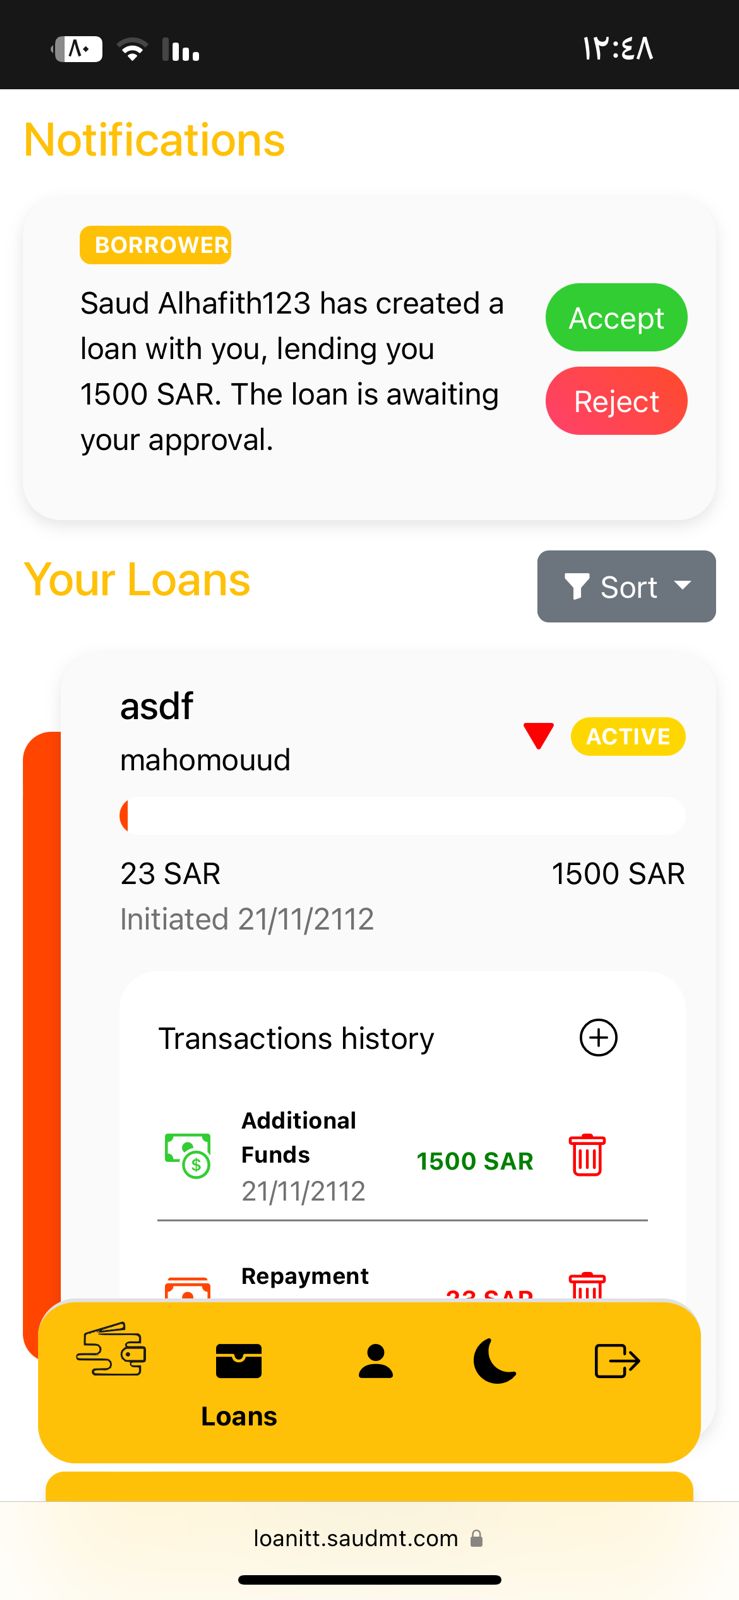 ٨٠
١٢:٤٨
Notifications
BORROWER
Saud Alhafith123 has created a
loan with you, lending you
1500 SAR. The loan is awaiting
your approval.
Accept
Reject
Your Loans
Sort
asdf
mahomouud
ACTIVE
23 SAR
1500 SAR
Initiated 21/11/2112
Transactions history
Additional
Funds
21/11/2112
1500 SAR
Repayment
23 SAR
Loans
loanitt.saudmt.com